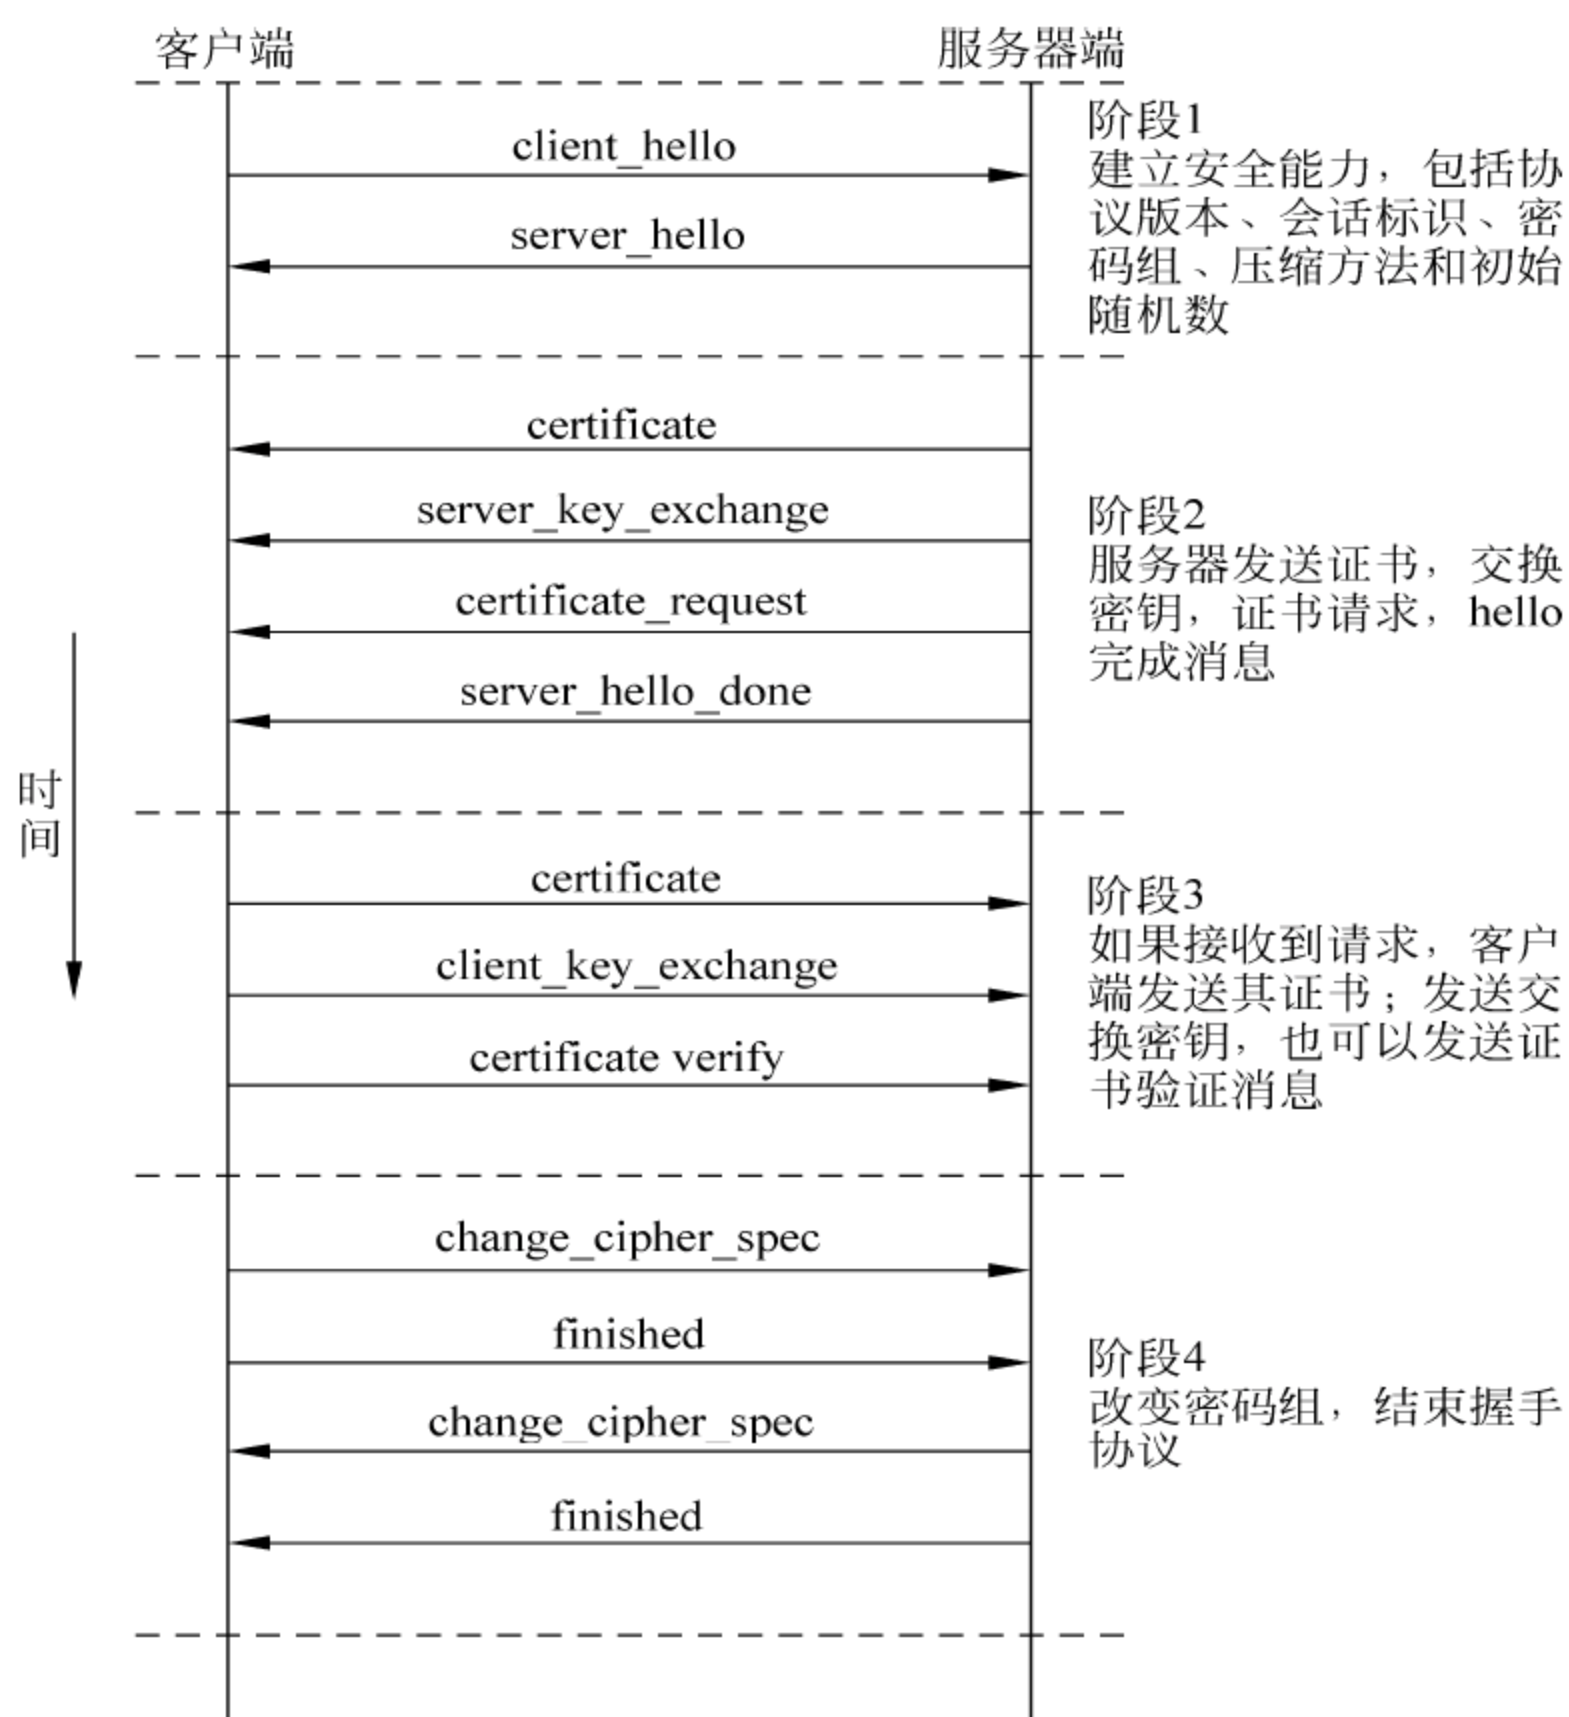 客户端
服务器端
client_hello
server_hello
阶段1
建立安全能力，包括协
议版本、会话标识、密
码组、压缩方法和初始
随机数
certificate
server_key_exchange
certificate_request
server_hello_done
阶段2
服务器发送证书，交换
密钥，证书请求，hello
完成消息
时
间
certificate
client_key_exchange
certificate verify
阶段3
如果接收到请求，客户
端发送其证书；发送交
换密钥，也可以发送证
书验证消息
change_cipher_spec
finished
change_cipher_spec
finished
阶段4
改变密码组，结束握手
协议